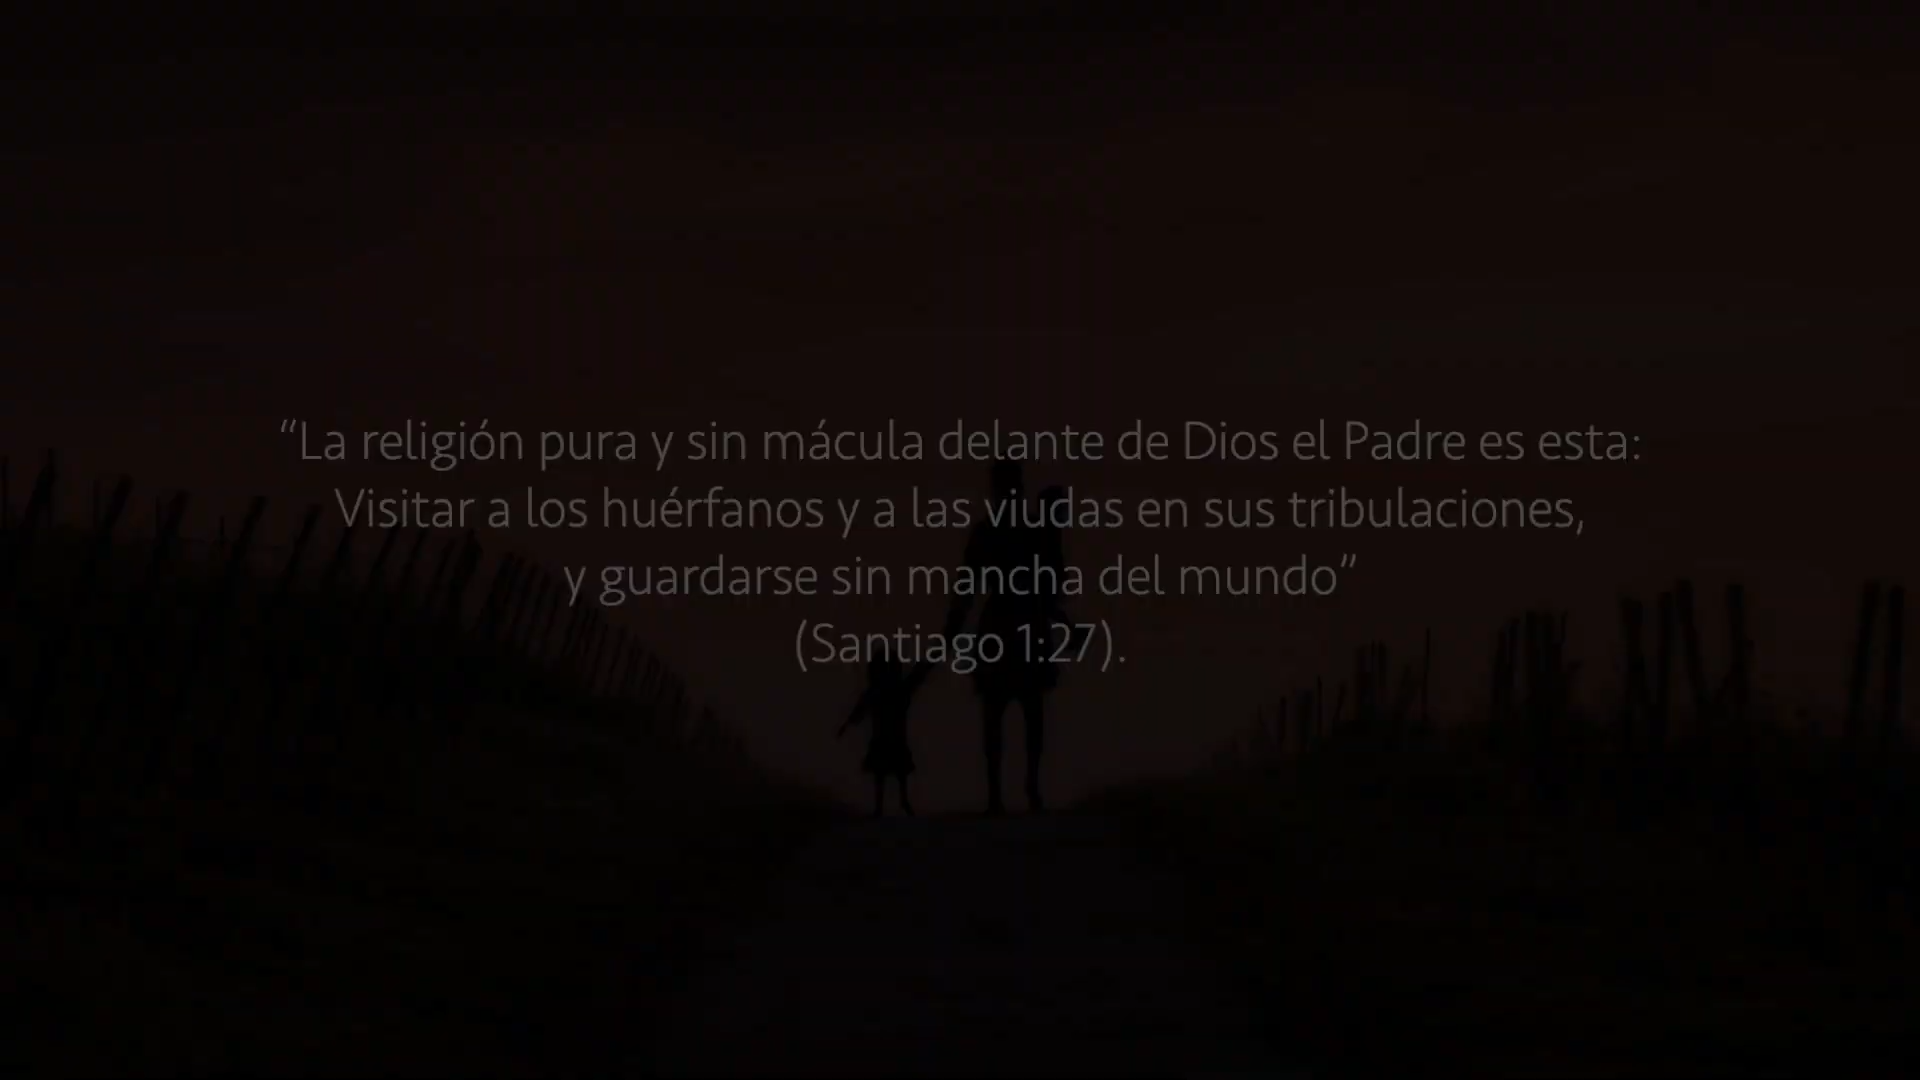 “La religión pura y sin mácula delante de Dios el Padre es esta:
Visitar a los huérfanos y a las viudas en sus tribulaciones,
y guardarse sin mancha del mundo”
(Santiago 1:27).